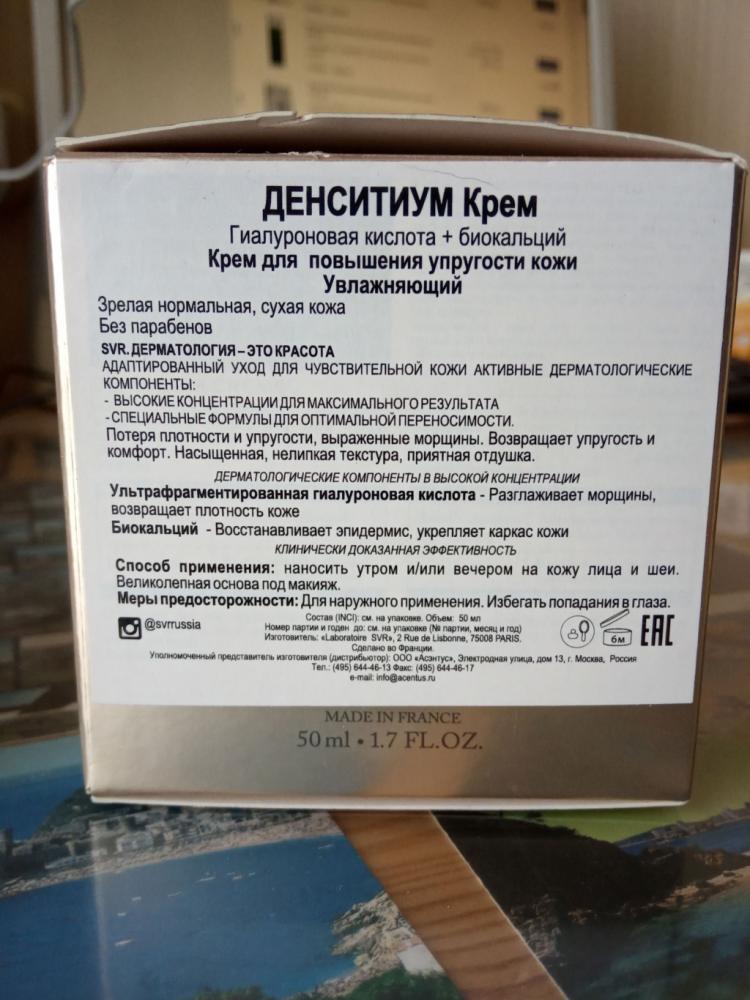 ДЕНСИТИУМ Крем
Гиалуроновая кислота + биокальций
Крем для повышения упругости кожи
Увлажняющий
Зрелая нормальная, сухая кожа
Без парабенов
SVR. ДЕРМАТОЛОГИЯ – ЭТО КРАСОТА
АДАПТИРОВАННЫЙ УХОД ДЛЯ ЧУВСТВИТЕЛЬНОЙ КОЖИ АКТИВНЫЕ ДЕРМАТОЛОГИЧЕСКИЕ
КОМПОНЕНТЫ:
- ВЫСОКИЕ КОНЦЕНТРАЦИИ ДЛЯ МАКСИМАЛЬНОГО РЕЗУЛЬТАТА
- СПЕЦИАЛЬНЫЕ ФОРМУЛЫ ДЛЯ ОПТИМАЛЬНОЙ ПЕРЕНОСИМОСТИ.
Потеря плотности и упругости, выраженные морщины. Возвращает упругость и
комфорт. Насыщенная, нелипкая текстура, приятная отдушка.
ДЕРМАТОЛОГИЧЕСКИЕ КОМПОНЕНТЫ В ВЫСОКОЙ КОНЦЕНТРАЦИИ
Ультрафрагментированная гиалуроновая кислота - Разглаживает морщины,
возвращает плотность коже
Биокальций - Восстанавливает эпидермис, укрепляет каркас кожи
КЛИНИЧЕСКИ ДОКАЗАННАЯ ЭФФЕКТИВНОСТЬ
Способ применения: наносить утром и/или вечером на кожу лица и шеи.
Великолепная основа под макияж.
Меры предосторожности: Для наружного применения. Избегать попадания в глаза.
@svrrussia
Состав (INCI): см. на упаковке. Объем: 50 мл
Номер партии и годен до: см. на упаковке (№ партии, месяц и год)
Изготовитель: «Laboratoire SVR», 2 Rue de Lisbonne, 75008 PARIS.
Сделано во Франции.
6м
EAC
Уполномоченный представитель изготовителя (дистрибьютор): ООО «Асэнтус», Электродная улица, дом 13, г. Москва, Россия
Тел.: (495) 644-46-13 Факс: (495) 644-46-17
e-mail: info@acentus.ru
MADE IN FRANCE
50 ml • 1.7 FL.OZ.